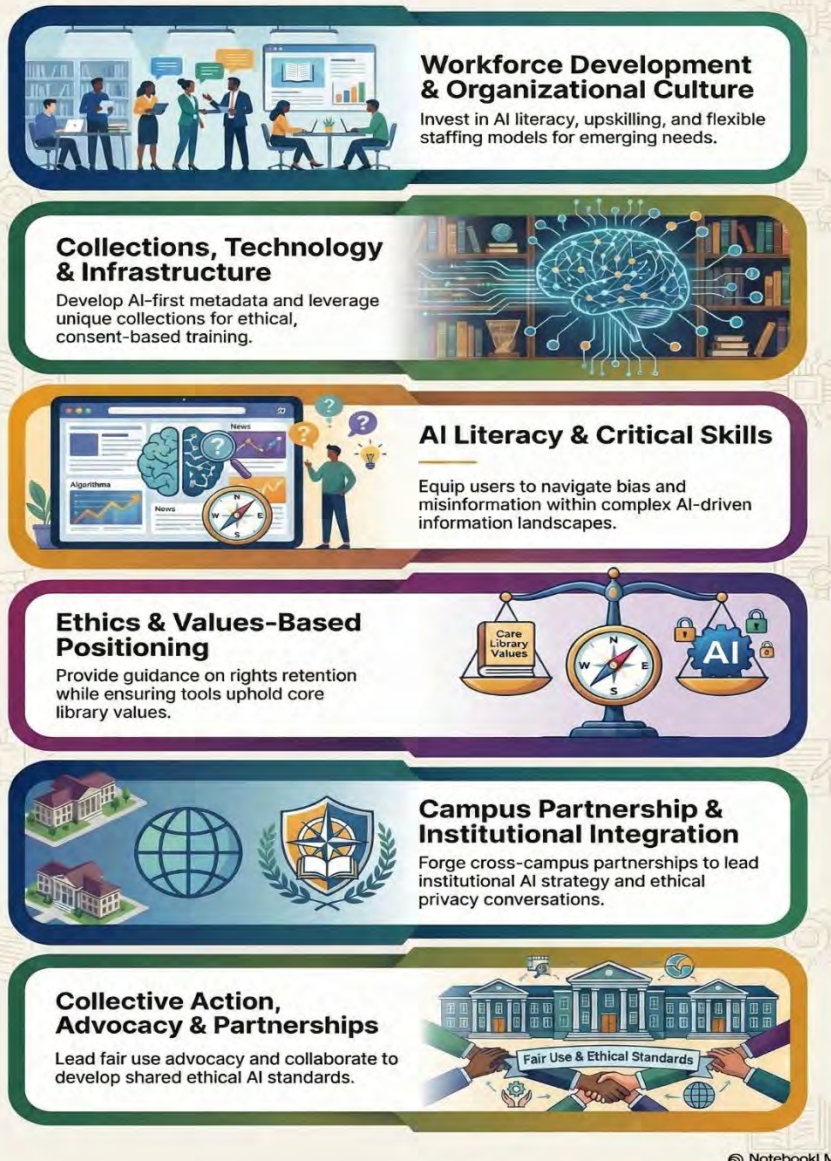 Workforce Development
& Organizational Culture
Invest in AI literacy, upskilling, and flexible
staffing models for emerging needs.
Collections, Technology
& Infrastructure
Develop AI-first metadata and leverage
unique collections for ethical,
consent-based training.
News
Algorithma
News
N
W
E
S
?
?
?
?
AI Literacy & Critical Skills
Equip users to navigate bias and
misinformation within complex AI-driven
information landscapes.
Ethics & Values-Based
Positioning
Provide guidance on rights retention
while ensuring tools uphold core
library values.
Care
Library
Values
N
W
E
S
AI
Campus Partnership &
Institutional Integration
Forge cross-campus partnerships to lead
institutional AI strategy and ethical
privacy conversations.
Collective Action,
Advocacy & Partnerships
Lead fair use advocacy and collaborate to
develop shared ethical AI standards.
Fair Use & Ethical Standards
NotebookLM